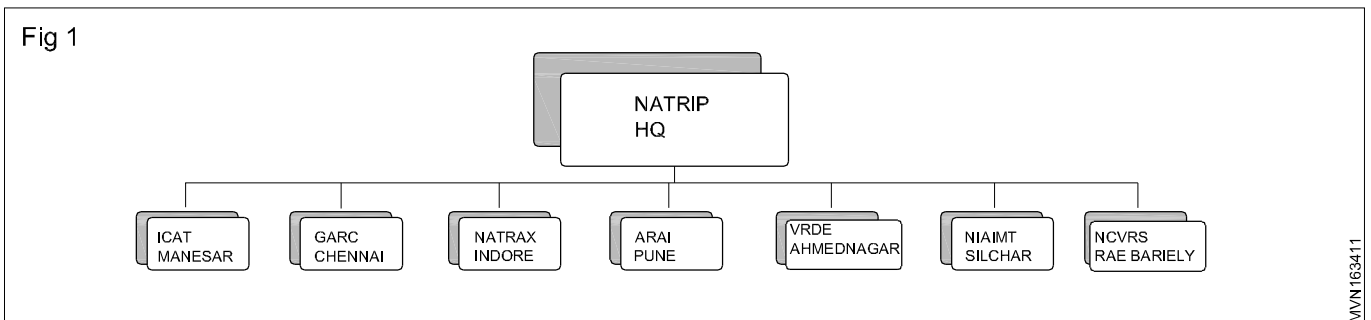 Fig 1
NATRIP
HQ
ICAT
MANESAR
GARC
CHENNAI
NATRAX
INDORE
ARAI
PUNE
VRDE
AHMEDNAGAR
NIAIMT
SILCHAR
NCVRS
RAE BARIELY
MVN163411